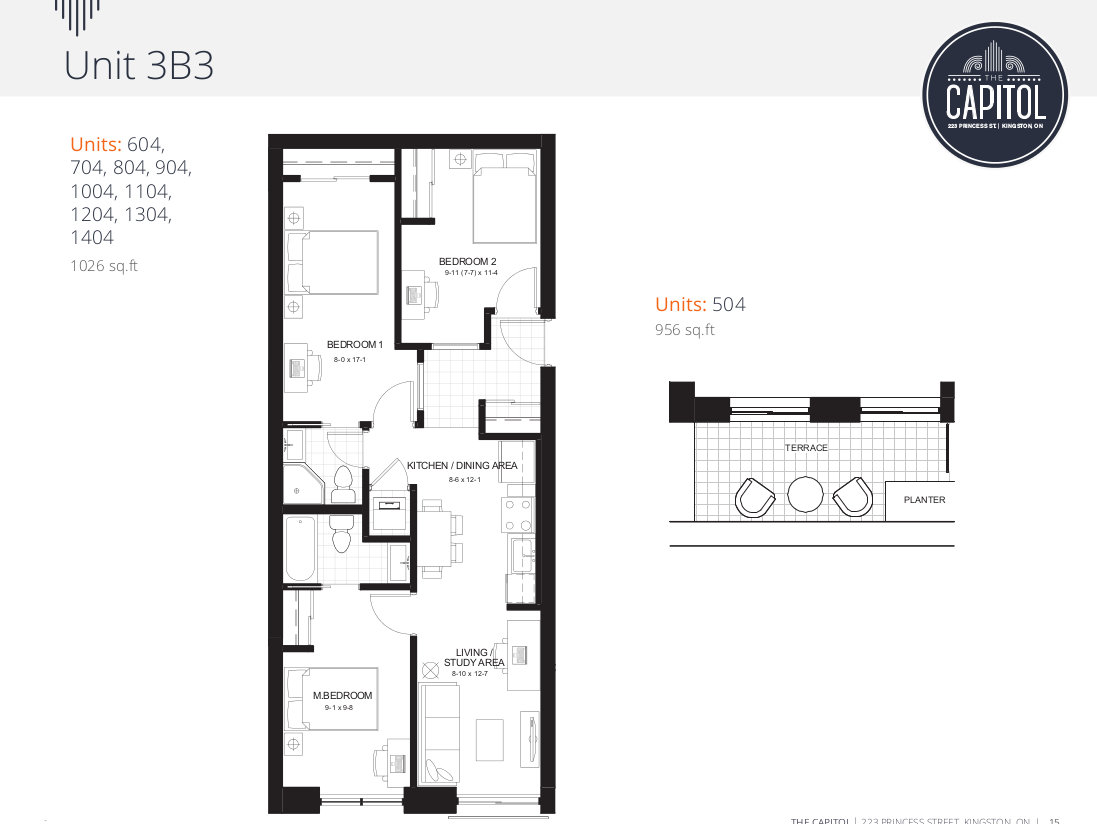 Unit 3B3
THE
CAPITOL
223 PRINCESS ST. | KINGSTON, ON
Units: 604,
704, 804, 904,
1004, 1104,
1204, 1304,
1404
1026 sq.ft
BEDROOM 2
9-11 (7-7) x 11-4
BEDROOM 1
8-0 x 17-1
KITCHEN / DINING AREA
8-6 x 12-1
LIVING /
STUDY AREA
8-10 x 12-7
M.BEDROOM
9-1 x 9-8
Units: 504
956 sq.ft
TERRACE
PLANTER
THE CAPITOL | 223 PRINCESS STREET, KINGSTON, ON | 15